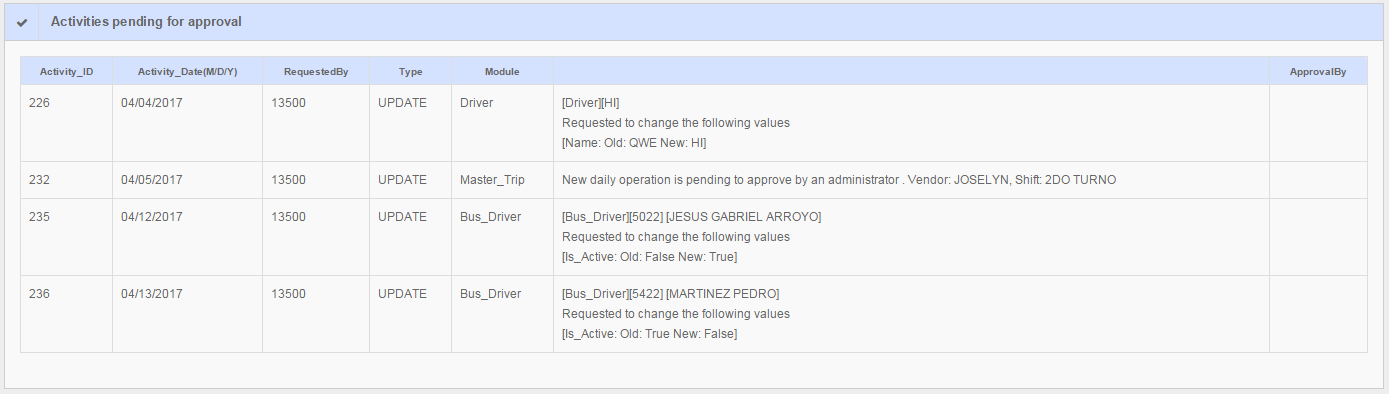 Activities pending for approval
Activity_ID Activity_Date(M/D/Y) RequestedBy Type Module ApprovalBy
226 04/04/2017 13500 UPDATE Driver [Driver][HI]
Requested to change the following values
[Name: Old: QWE New: HI]
232 04/05/2017 13500 UPDATE Master_Trip New daily operation is pending to approve by an administrator . Vendor: JOSELYN, Shift: 2DO TURNO
235 04/12/2017 13500 UPDATE Bus_Driver [Bus_Driver][5022] [JESUS GABRIEL ARROYO]
Requested to change the following values
[Is_Active: Old: False New: True]
236 04/13/2017 13500 UPDATE Bus_Driver [Bus_Driver][5422] [MARTINEZ PEDRO]
Requested to change the following values
[Is_Active: Old: True New: False]